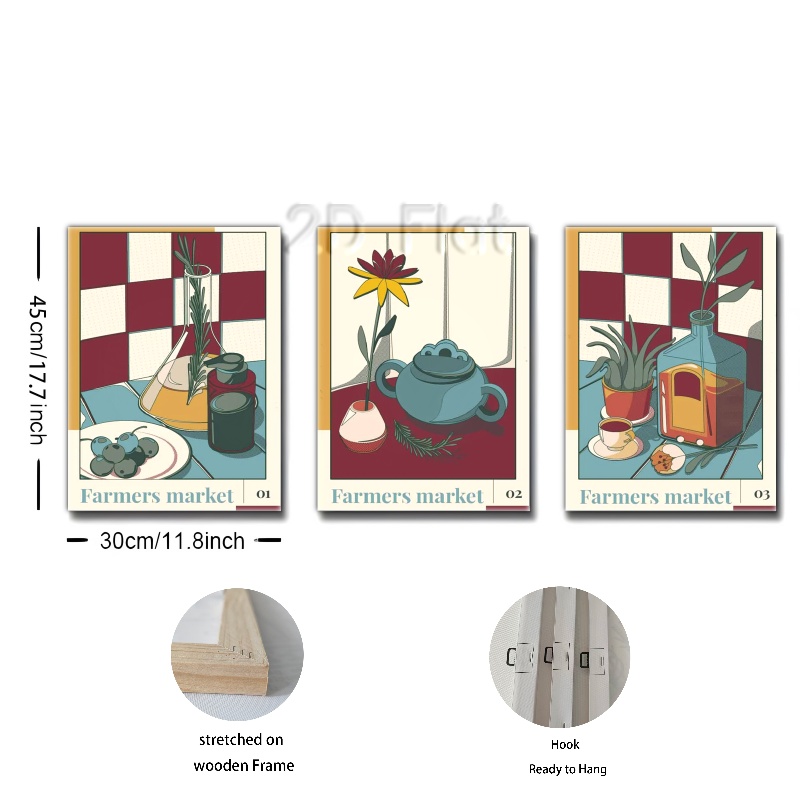 2D Flat
45cm/17.7inch
Farmers market 01
Farmers market 02
Farmers market 03
30cm/11.8inch
stretched on
wooden Frame
Hook
Ready to Hang